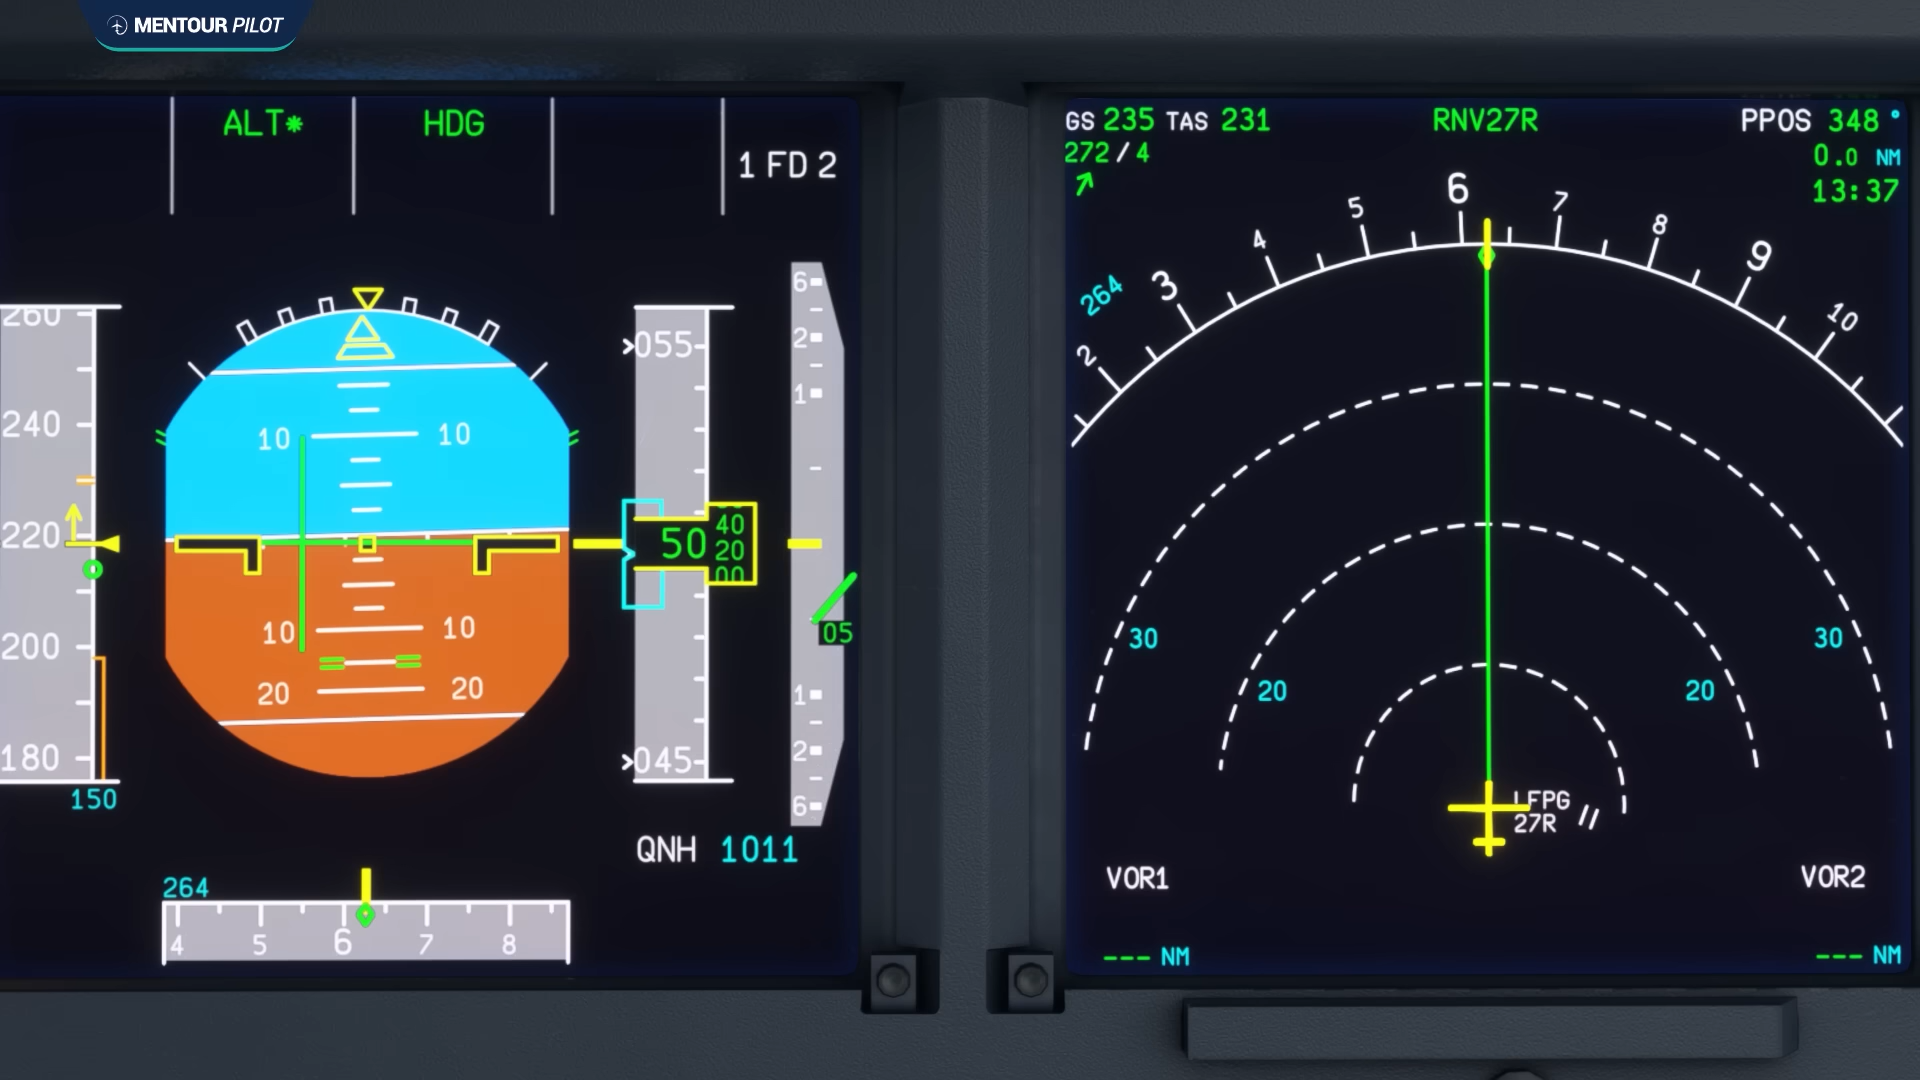 MENTOUR PILOT
ALT* HDG
1 FD 2
260
240
220
200
180
150
10 10
10 10
20 20
055
50 40
20
00
045
6
2
1
05
1
2
6
QNH 1011
264
4 5 6 7 8
GS 235 TAS 231 RNV27R PPOS 348°
272/4 0.0 NM
13:37
264 2 3 4 5 6 7 8 9 10
30 30
20 20
LFPG
27R
VOR1 VOR2
--- NM --- NM